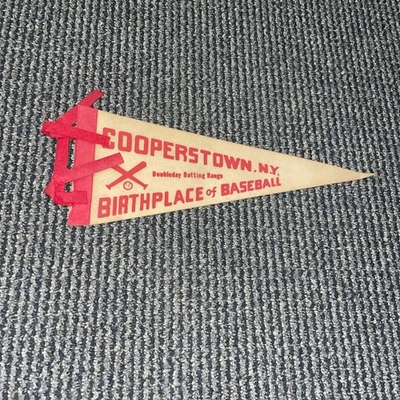 COOPERSTOWN, N.Y.
Doubleday Batting Range
BIRTHPLACE of BASEBALL